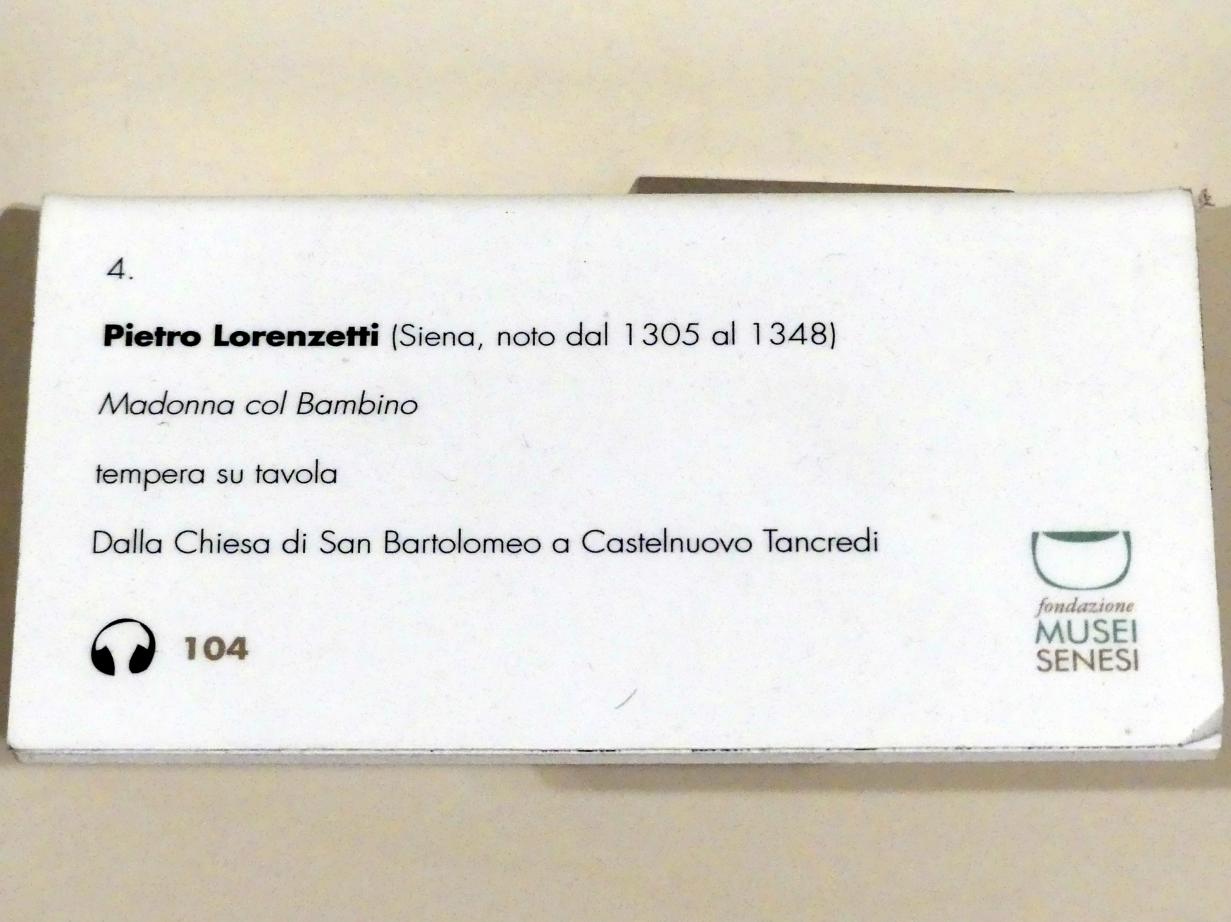 4.
Pietro Lorenzetti (Siena, noto dal 1305 al 1348)
Madonna col Bambino
tempera su tavola
Dalla Chiesa di San Bartolomeo a Castelnuovo Tancredi
104
fondazione
MUSEI
SENESI